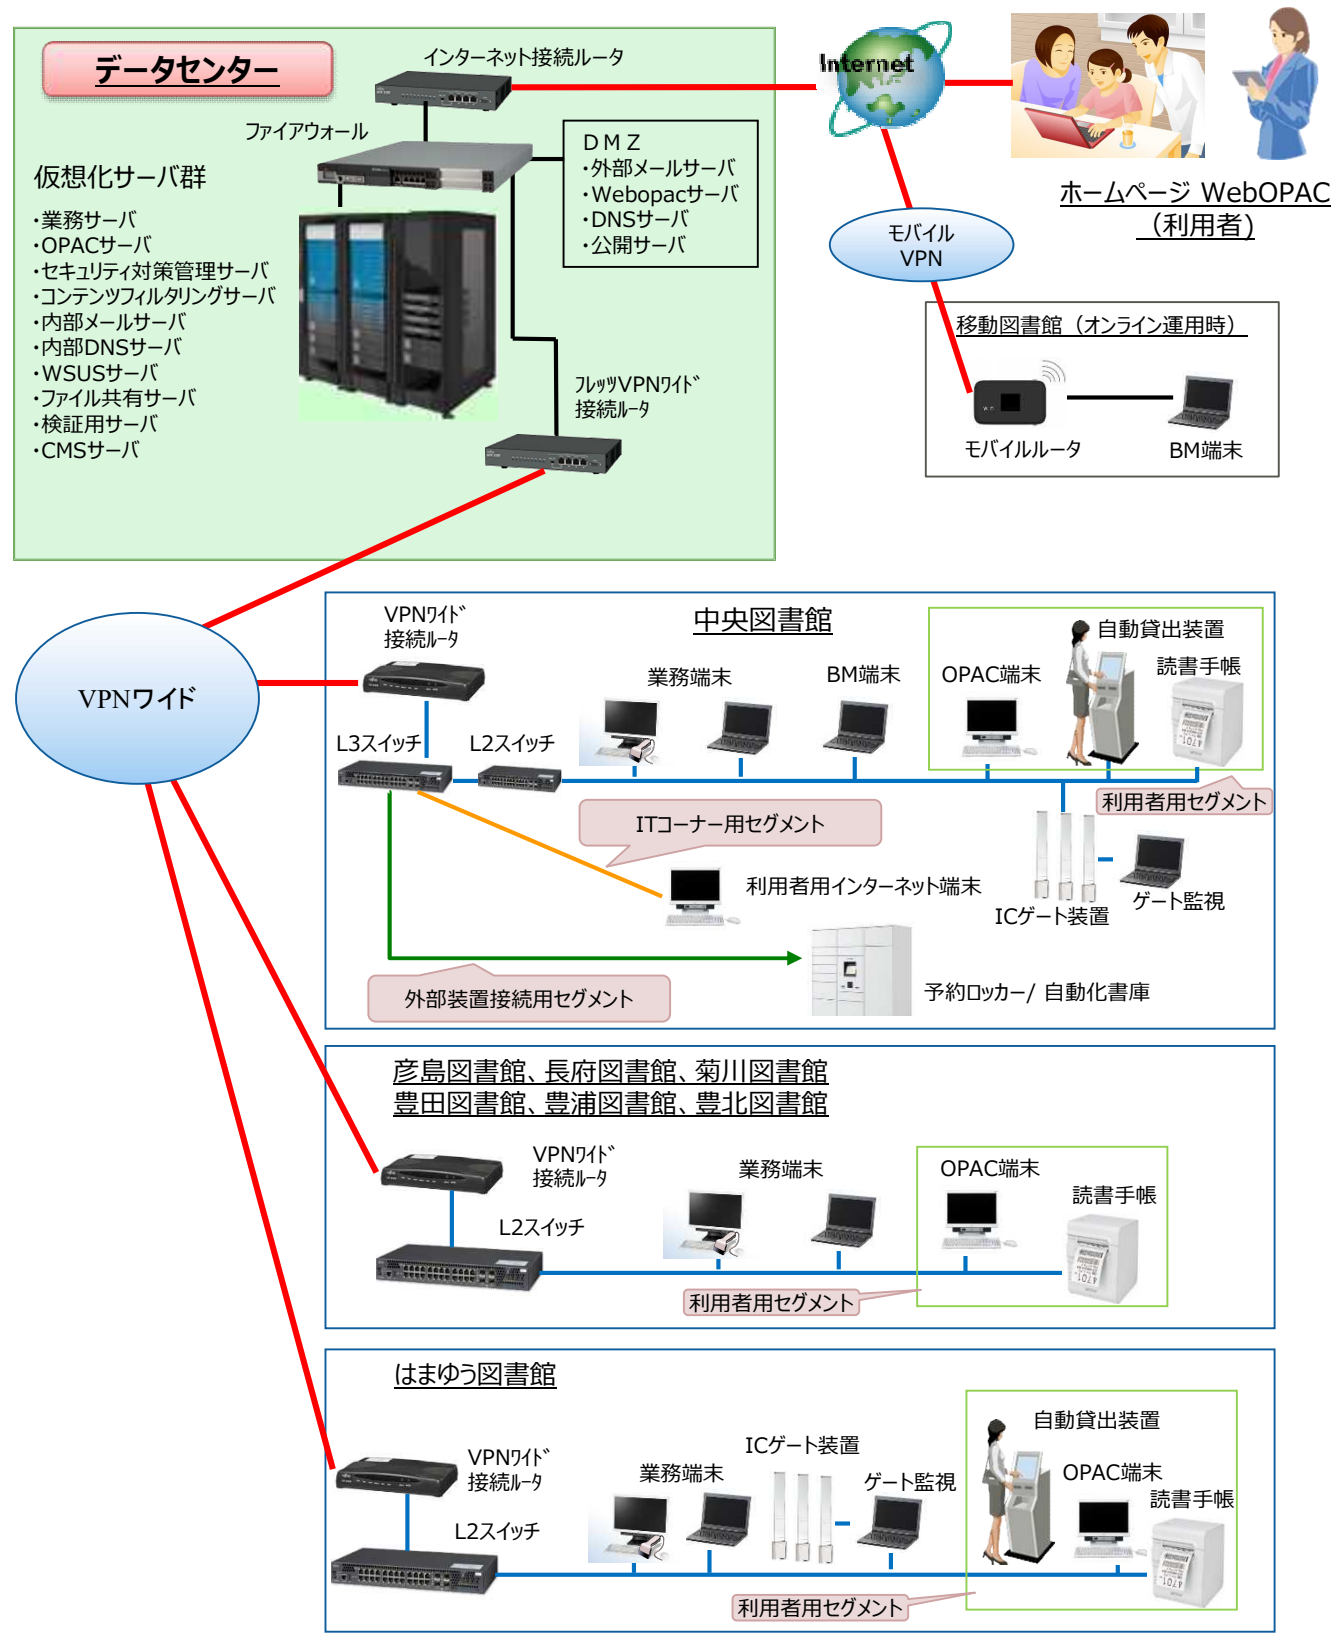 データセンター
インターネット接続ルータ
Internet
ファイアウォール
DMZ
・外部メールサーバ
・Webopacサーバ
・DNSサーバ
・公開サーバ
仮想化サーバ群
・業務サーバ
・OPACサーバ
・セキュリティ対策管理サーバ
・コンテンツフィルタリングサーバ
・内部メールサーバ
・内部DNSサーバ
・WSUSサーバ
・ファイル共有サーバ
・検証用サーバ
・CMSサーバ
ﾌﾚｯﾂVPNﾜｲﾄﾞ
接続ﾙｰﾀ
ホームページ WebOPAC
（利用者)
モバイル
VPN
移動図書館（オンライン運用時）
モバイルルータ
BM端末
VPNワイド
中央図書館
VPNﾜｲﾄﾞ
接続ﾙｰﾀ
業務端末
BM端末
OPAC端末
自動貸出装置
読書手帳
L3スイッチ
L2スイッチ
利用者用セグメント
ITコーナー用セグメント
利用者用インターネット端末
ICゲート装置
ゲート監視
外部装置接続用セグメント
予約ロッカー/ 自動化書庫
彦島図書館、長府図書館、菊川図書館
豊田図書館、豊浦図書館、豊北図書館
VPNﾜｲﾄﾞ
接続ﾙｰﾀ
業務端末
OPAC端末
読書手帳
L2スイッチ
利用者用セグメント
はまゆう図書館
VPNﾜｲﾄﾞ
接続ﾙｰﾀ
業務端末
ICゲート装置
ゲート監視
自動貸出装置
OPAC端末
読書手帳
L2スイッチ
利用者用セグメント